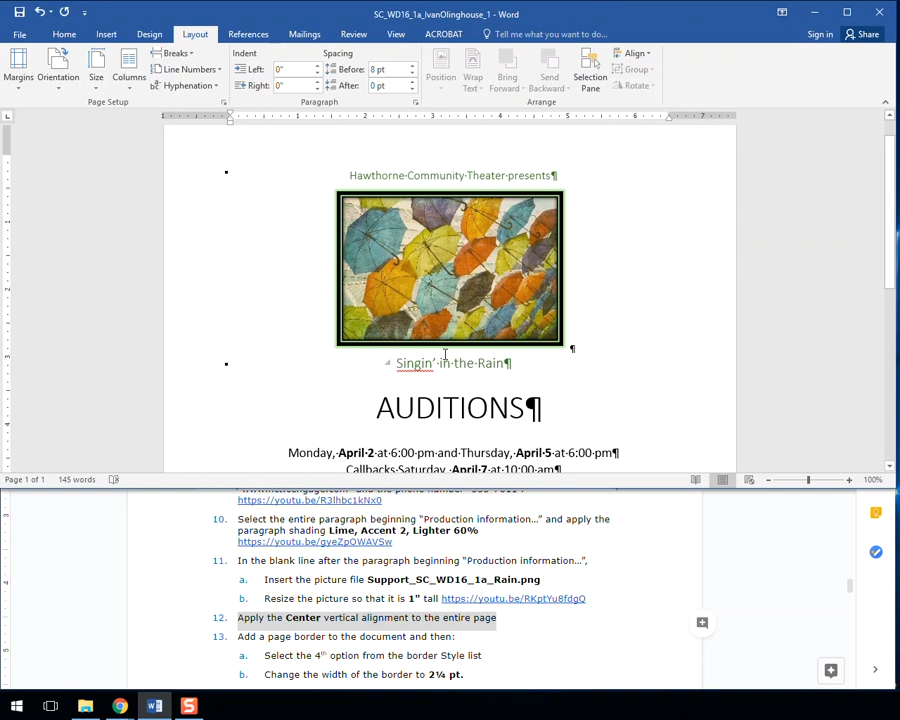 SC_WD16_1a_IvanOlinghouse_1 - Word
File Home Insert Design Layout References Mailings Review View ACROBAT Tell me what you want to do... Sign in Share
Margins Orientation Size Columns Breaks Line Numbers Hyphenation
Page Setup
Indent Spacing
Left: 0" Before: 8 pt
Right: 0" After: 0 pt
Paragraph
Position Wrap Text Bring Forward Send Backward Selection Pane Align Group Rotate
Arrange
1 1 2 3 4 5 6 7
Hawthorne·Community·Theater·presents¶
¶
Singin’·in·the·Rain¶
AUDITIONS¶
Monday,·April·2·at·6:00·pm·and·Thursday,·April·5·at·6:00·pm¶
Callbacks·Saturday,·April·7·at·10:00·am¶
Page 1 of 1 145 words 100%
https://youtu.be/R3lhbc1kNx0
10. Select the entire paragraph beginning “Production information...” and apply the
paragraph shading Lime, Accent 2, Lighter 60%
https://youtu.be/gyeZpOWAVSw
11. In the blank line after the paragraph beginning “Production information...”,
a. Insert the picture file Support_SC_WD16_1a_Rain.png
b. Resize the picture so that it is 1" tall https://youtu.be/RKptYu8fdgQ
12. Apply the Center vertical alignment to the entire page
13. Add a page border to the document and then:
a. Select the 4th option from the border Style list
b. Change the width of the border to 2¼ pt.